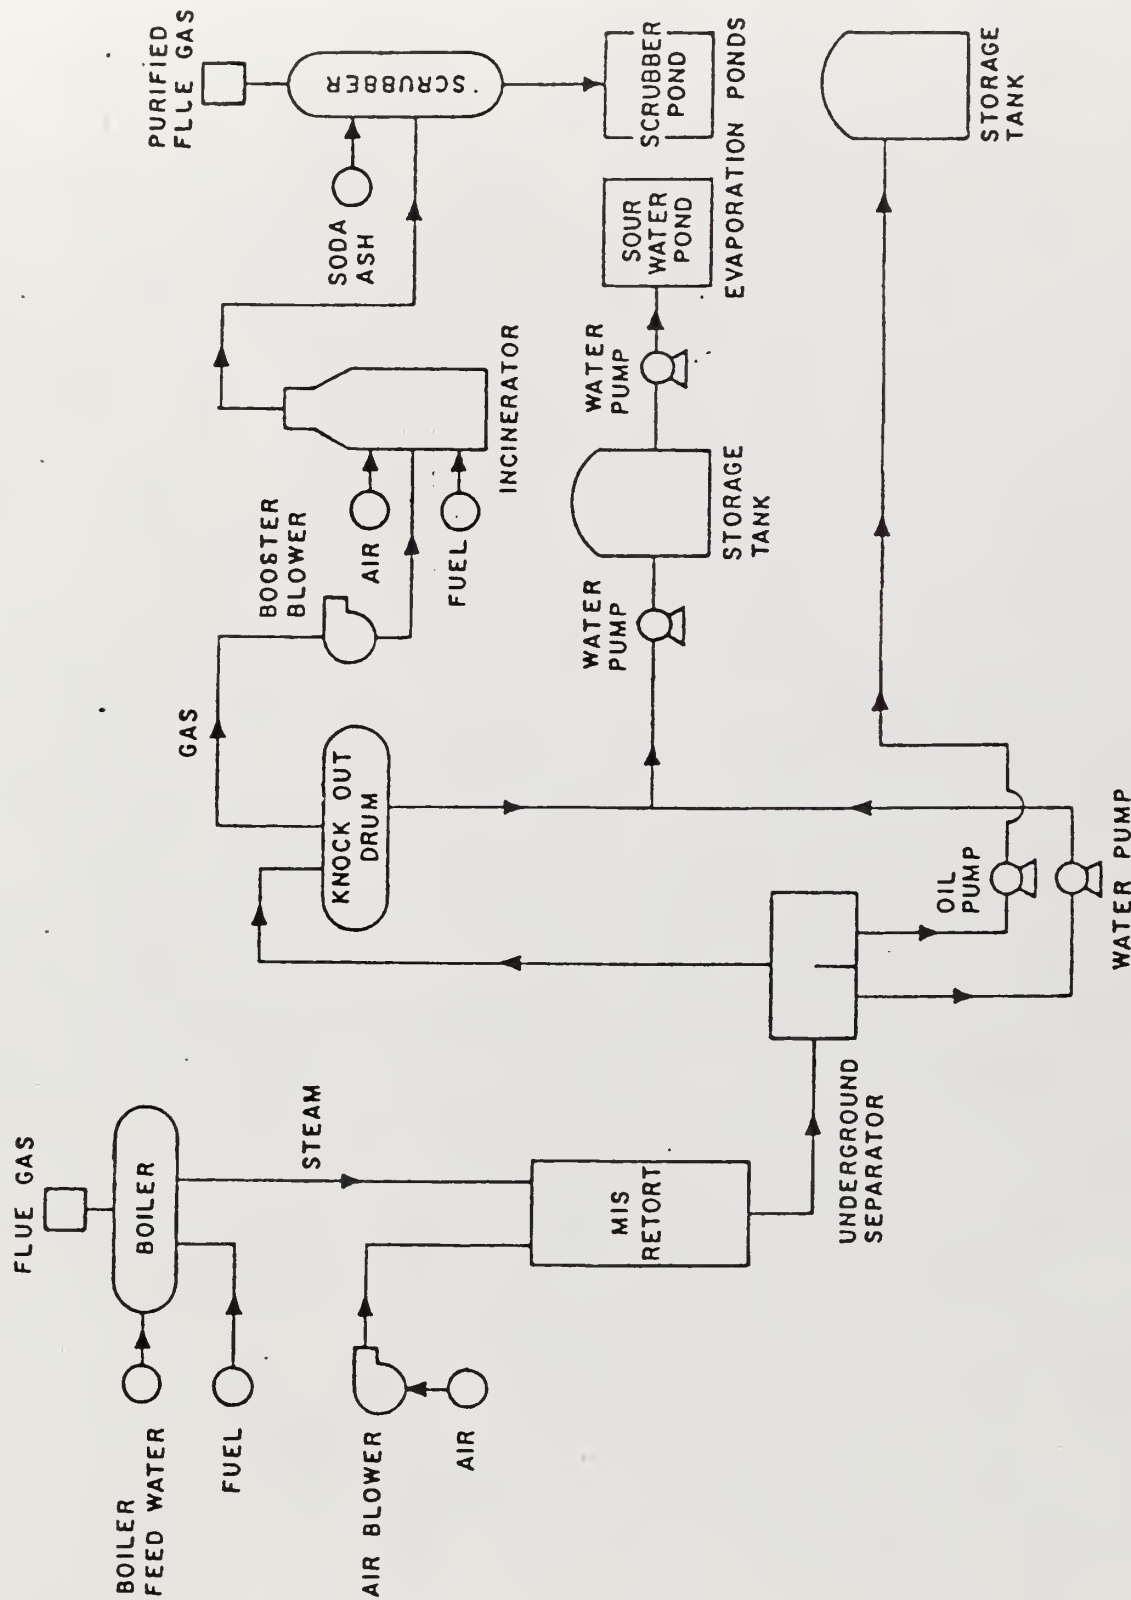 FLUE GAS
BOILER
BOILER
FEED WATER
FUEL
STEAM
AIR BLOWER
AIR
MIS
RETORT
UNDERGROUND
SEPARATOR
GAS
KNOCK OUT
DRUM
OIL
PUMP
WATER PUMP
BOOSTER
BLOWER
AIR
FUEL
INCINERATOR
WATER
PUMP
STORAGE
TANK
WATER
PUMP
SOUR
WATER
POND
SCRUBBER
POND
EVAPORATION PONDS
PURIFIED
FLLE GAS
SCRUBBER
SODA
ASH
STORAGE
TANK